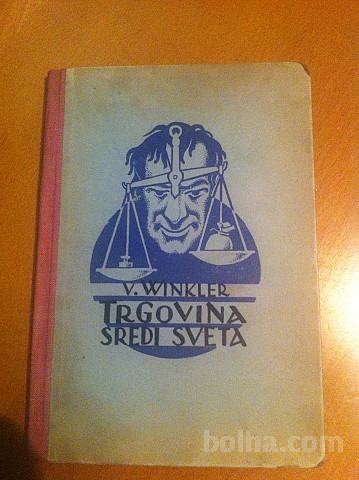 V. WINKLER
TRGOVINA
SREDI SVETA
bolha.com